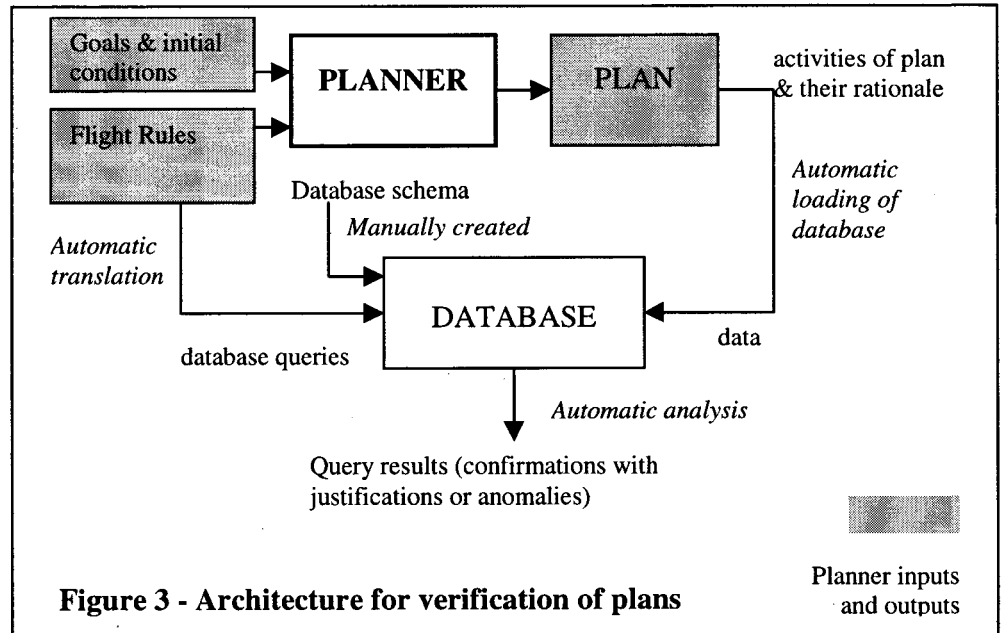 Goals & initial
conditions
PLANNER
PLAN
activities of plan
& their rationale
Flight Rules
Database schema
Manually created
Automatic
loading of
database
Automatic
translation
DATABASE
database queries
data
Automatic analysis
Query results (confirmations with
justifications or anomalies)
Planner inputs
and outputs
Figure 3 - Architecture for verification of plans